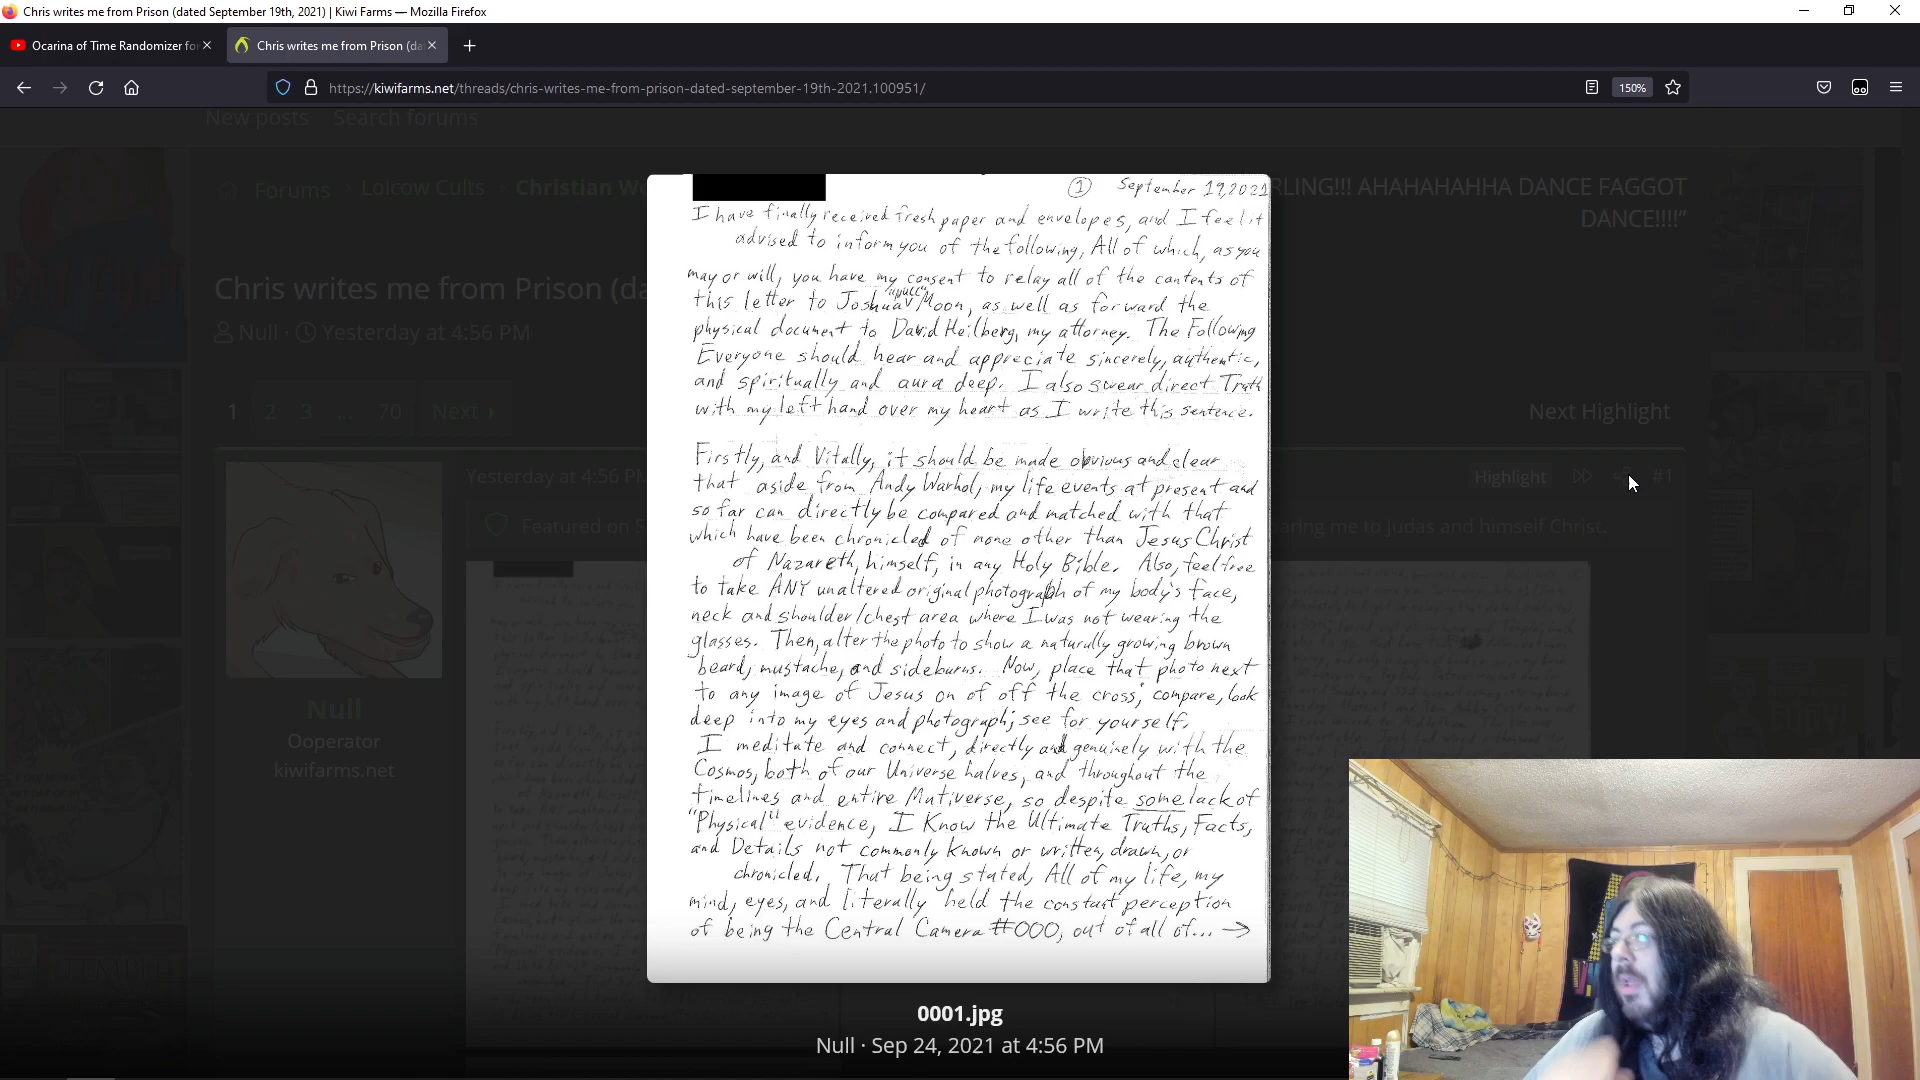 Chris writes me from Prison (dated September 19th, 2021) | Kiwi Farms — Mozilla Firefox
Ocarina of Time Randomizer fo
Chris writes me from Prison (da
https://kiwifarms.net/threads/chris-writes-me-from-prison-dated-september-19th-2021.100951/
150%
New posts Search forums
Forums Lolcow Cults Christian We
RLING!!! AHAHAHAHHA DANCE FAGGOT
DANCE!!!!”
Chris writes me from Prison (da
Null · Yesterday at 4:56 PM
1 2 3 ... 70 Next
Next Highlight
Yesterday at 4:56 PM
Highlight #1
Featured on S
aring me to Judas and himself Christ.
Null
Ooperator
kiwifarms.net
1 September 19, 2021
I have finally received fresh paper and envelopes, and I feel it
advised to inform you of the following, All of which, as you
may or will, you have my consent to relay all of the contents of
this letter to Joshua "Null" Moon, as well as forward the
physical document to David Heilberg, my attorney. The Following
Everyone should hear and appreciate sincerely, authentic,
and spiritually and aura deep. I also swear direct Truth
with my left hand over my heart as I write this sentence.
Firstly, and Vitally, it should be made obvious and clear
that aside from Andy Warhol, my life events at present and
so far can directly be compared and matched with that
which have been chronicled of none other than Jesus Christ
of Nazareth, himself, in any Holy Bible. Also, feel free
to take ANY unaltered original photograph of my body's face,
neck and shoulder/chest area where I was not wearing the
glasses. Then, alter the photo to show a naturally growing brown
beard, mustache, and sideburns. Now, place that photo next
to any image of Jesus on of off the cross; compare, look
deep into my eyes and photograph; see for yourself.
I meditate and connect, directly and genuinely with the
Cosmos, both of our Universe halves, and throughout the
timelines and entire Mutiverse, so despite some lack of
"Physical" evidence, I Know the Ultimate Truths, Facts,
and Details not commonly known or written, drawn, or
chronicled. That being stated, All of my life, my
mind, eyes, and literally held the constant perception
of being the Central Camera #000, out of all of... →
0001.jpg
Null · Sep 24, 2021 at 4:56 PM